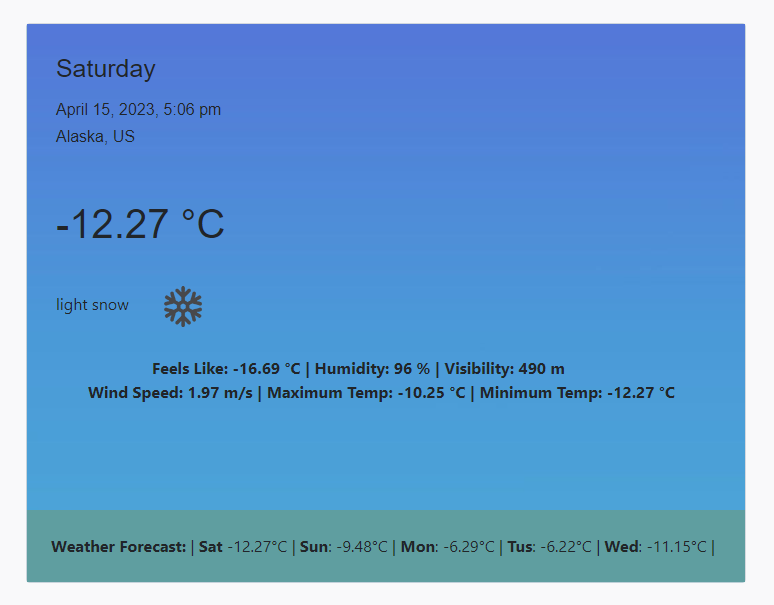 Saturday
April 15, 2023, 5:06 pm
Alaska, US
-12.27 °C
light snow
Feels Like: -16.69 °C | Humidity: 96 % | Visibility: 490 m
Wind Speed: 1.97 m/s | Maximum Temp: -10.25 °C | Minimum Temp: -12.27 °C
Weather Forecast: | Sat -12.27°C | Sun: -9.48°C | Mon: -6.29°C | Tus: -6.22°C | Wed: -11.15°C |